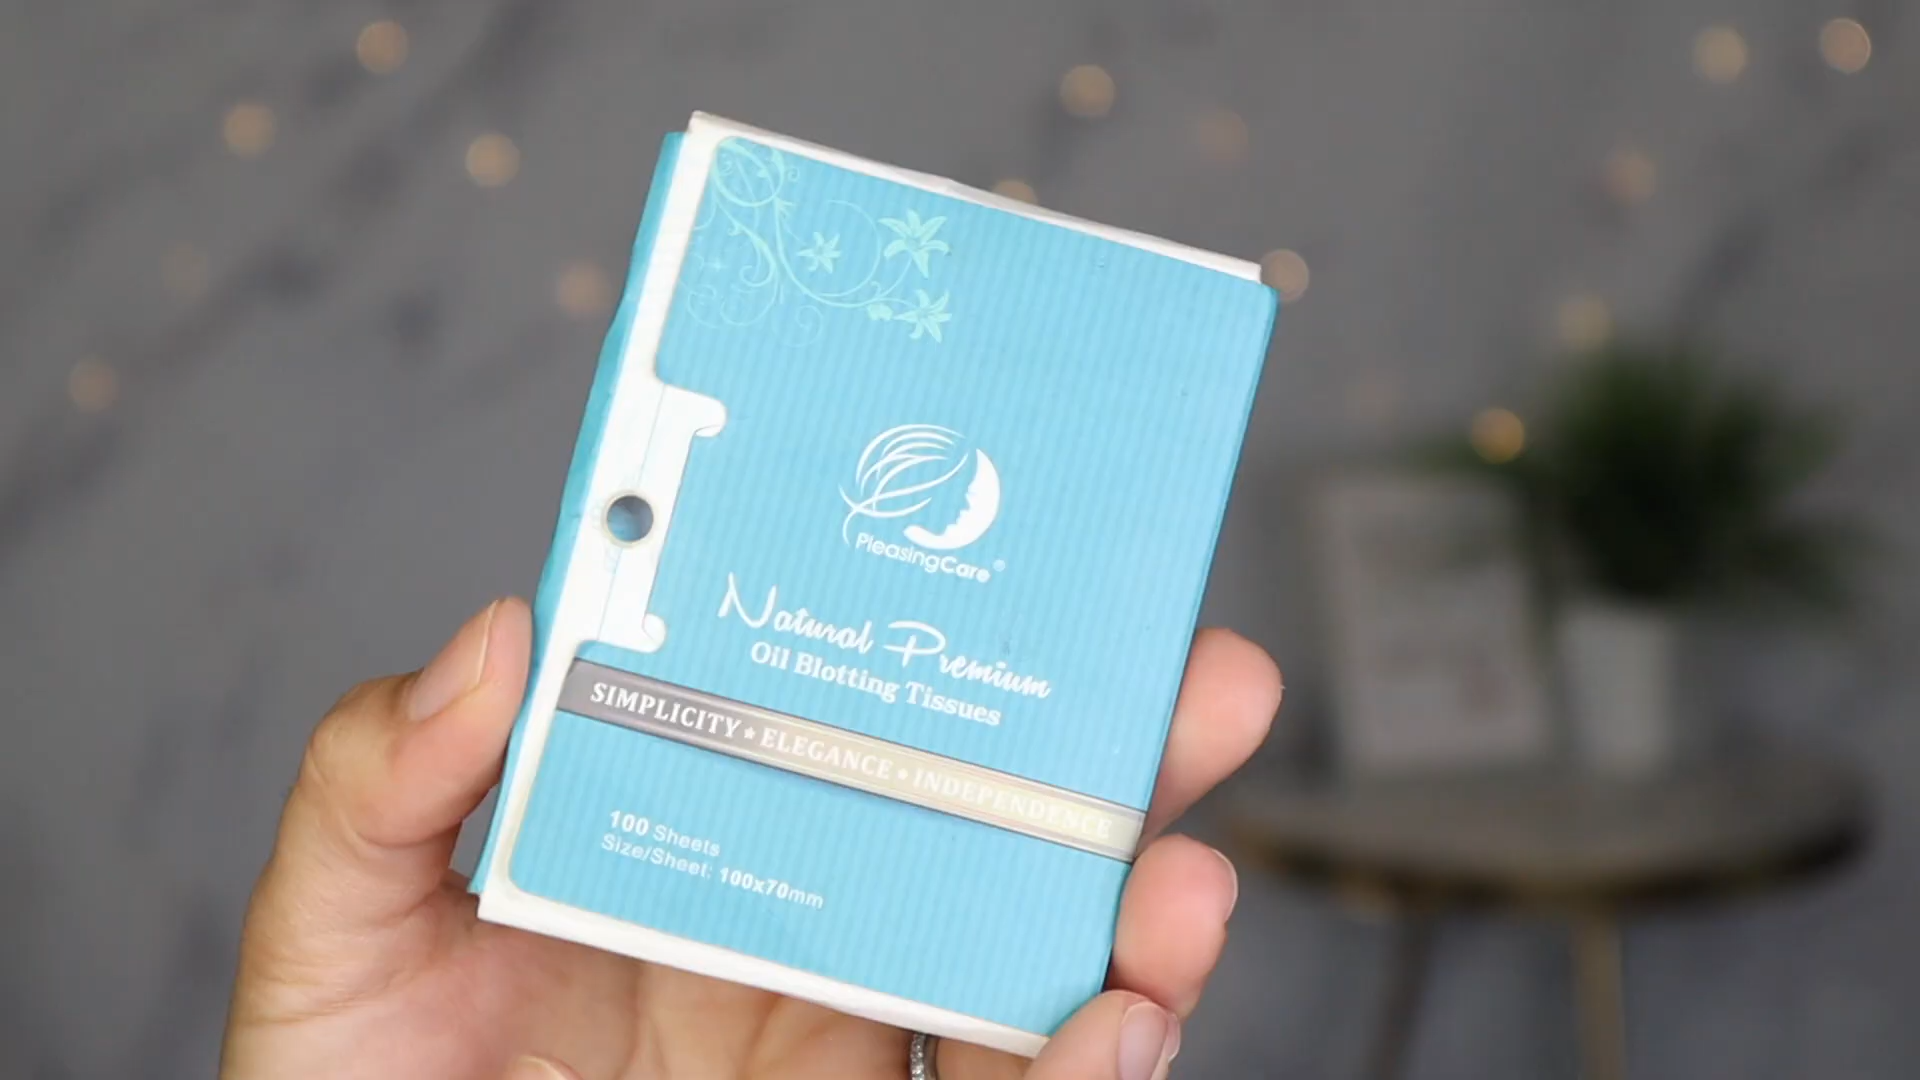 PleasingCare®
Natural Premium
Oil Blotting Tissues
SIMPLICITY * ELEGANCE * INDEPENDENCE
100 Sheets
Size/Sheet: 100x70mm